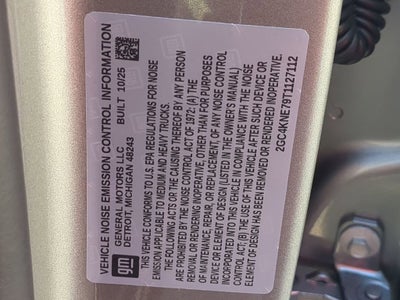 VEHICLE NOISE EMISSION CONTROL INFORMATION
gm
GENERAL MOTORS LLC BUILT 10/25
DETROIT, MICHIGAN 48243
THIS VEHICLE CONFORMS TO U.S. EPA REGULATIONS FOR NOISE
EMISSION APPLICABLE TO MEDIUM AND HEAVY TRUCKS.
THE FOLLOWING ACTS OR THE CAUSING THEREOF BY ANY PERSON
ARE PROHIBITED BY THE NOISE CONTROL ACT OF 1972: (A) THE
REMOVAL OR RENDERING INOPERATIVE, OTHER THAN FOR PURPOSES
OF MAINTENANCE, REPAIR, OR REPLACEMENT, OF ANY NOISE CONTROL
DEVICE OR ELEMENT OF DESIGN (LISTED IN THE OWNER'S MANUAL)
INCORPORATED INTO THIS VEHICLE IN COMPLIANCE WITH THE NOISE
CONTROL ACT; (B) THE USE OF THIS VEHICLE AFTER SUCH DEVICE OR
ELEMENT OF DESIGN HAS BEEN REMOVED OR RENDERED INOPERATIVE.
2GC4KNE79T1127112